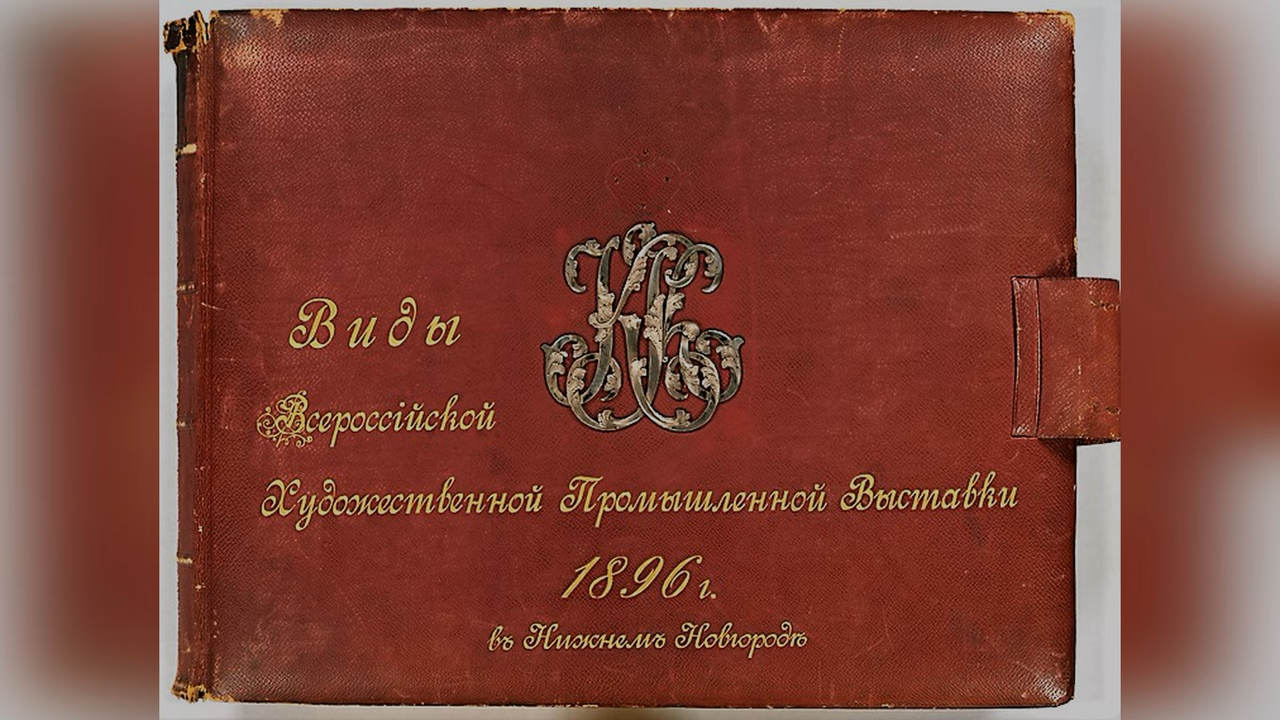 Виды
Всероссійской
Художественной Промышленной Выставки
1896 г.
въ Нижнемъ Новгородѣ